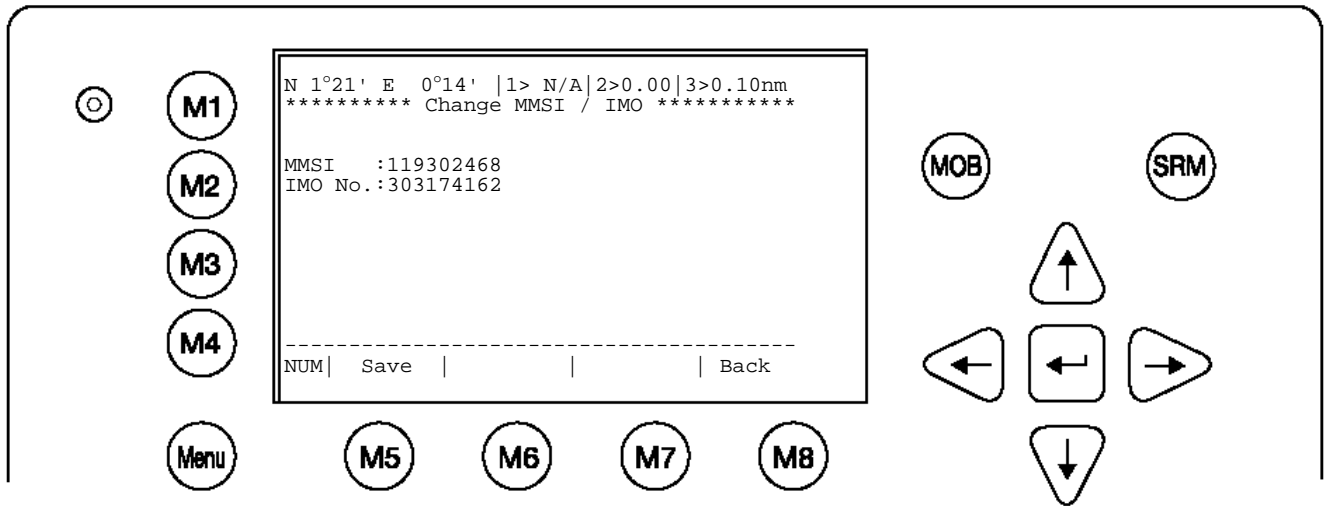 N 1°21' E  0°14' |1> N/A|2>0.00|3>0.10nm
********** Change MMSI / IMO ***********
MMSI   :119302468
IMO No.:303174162
----------------------------------------
NUM|  Save  |         |         | Back
M1
M2
M3
M4
Menu
M5
M6
M7
M8
MOB
SRM